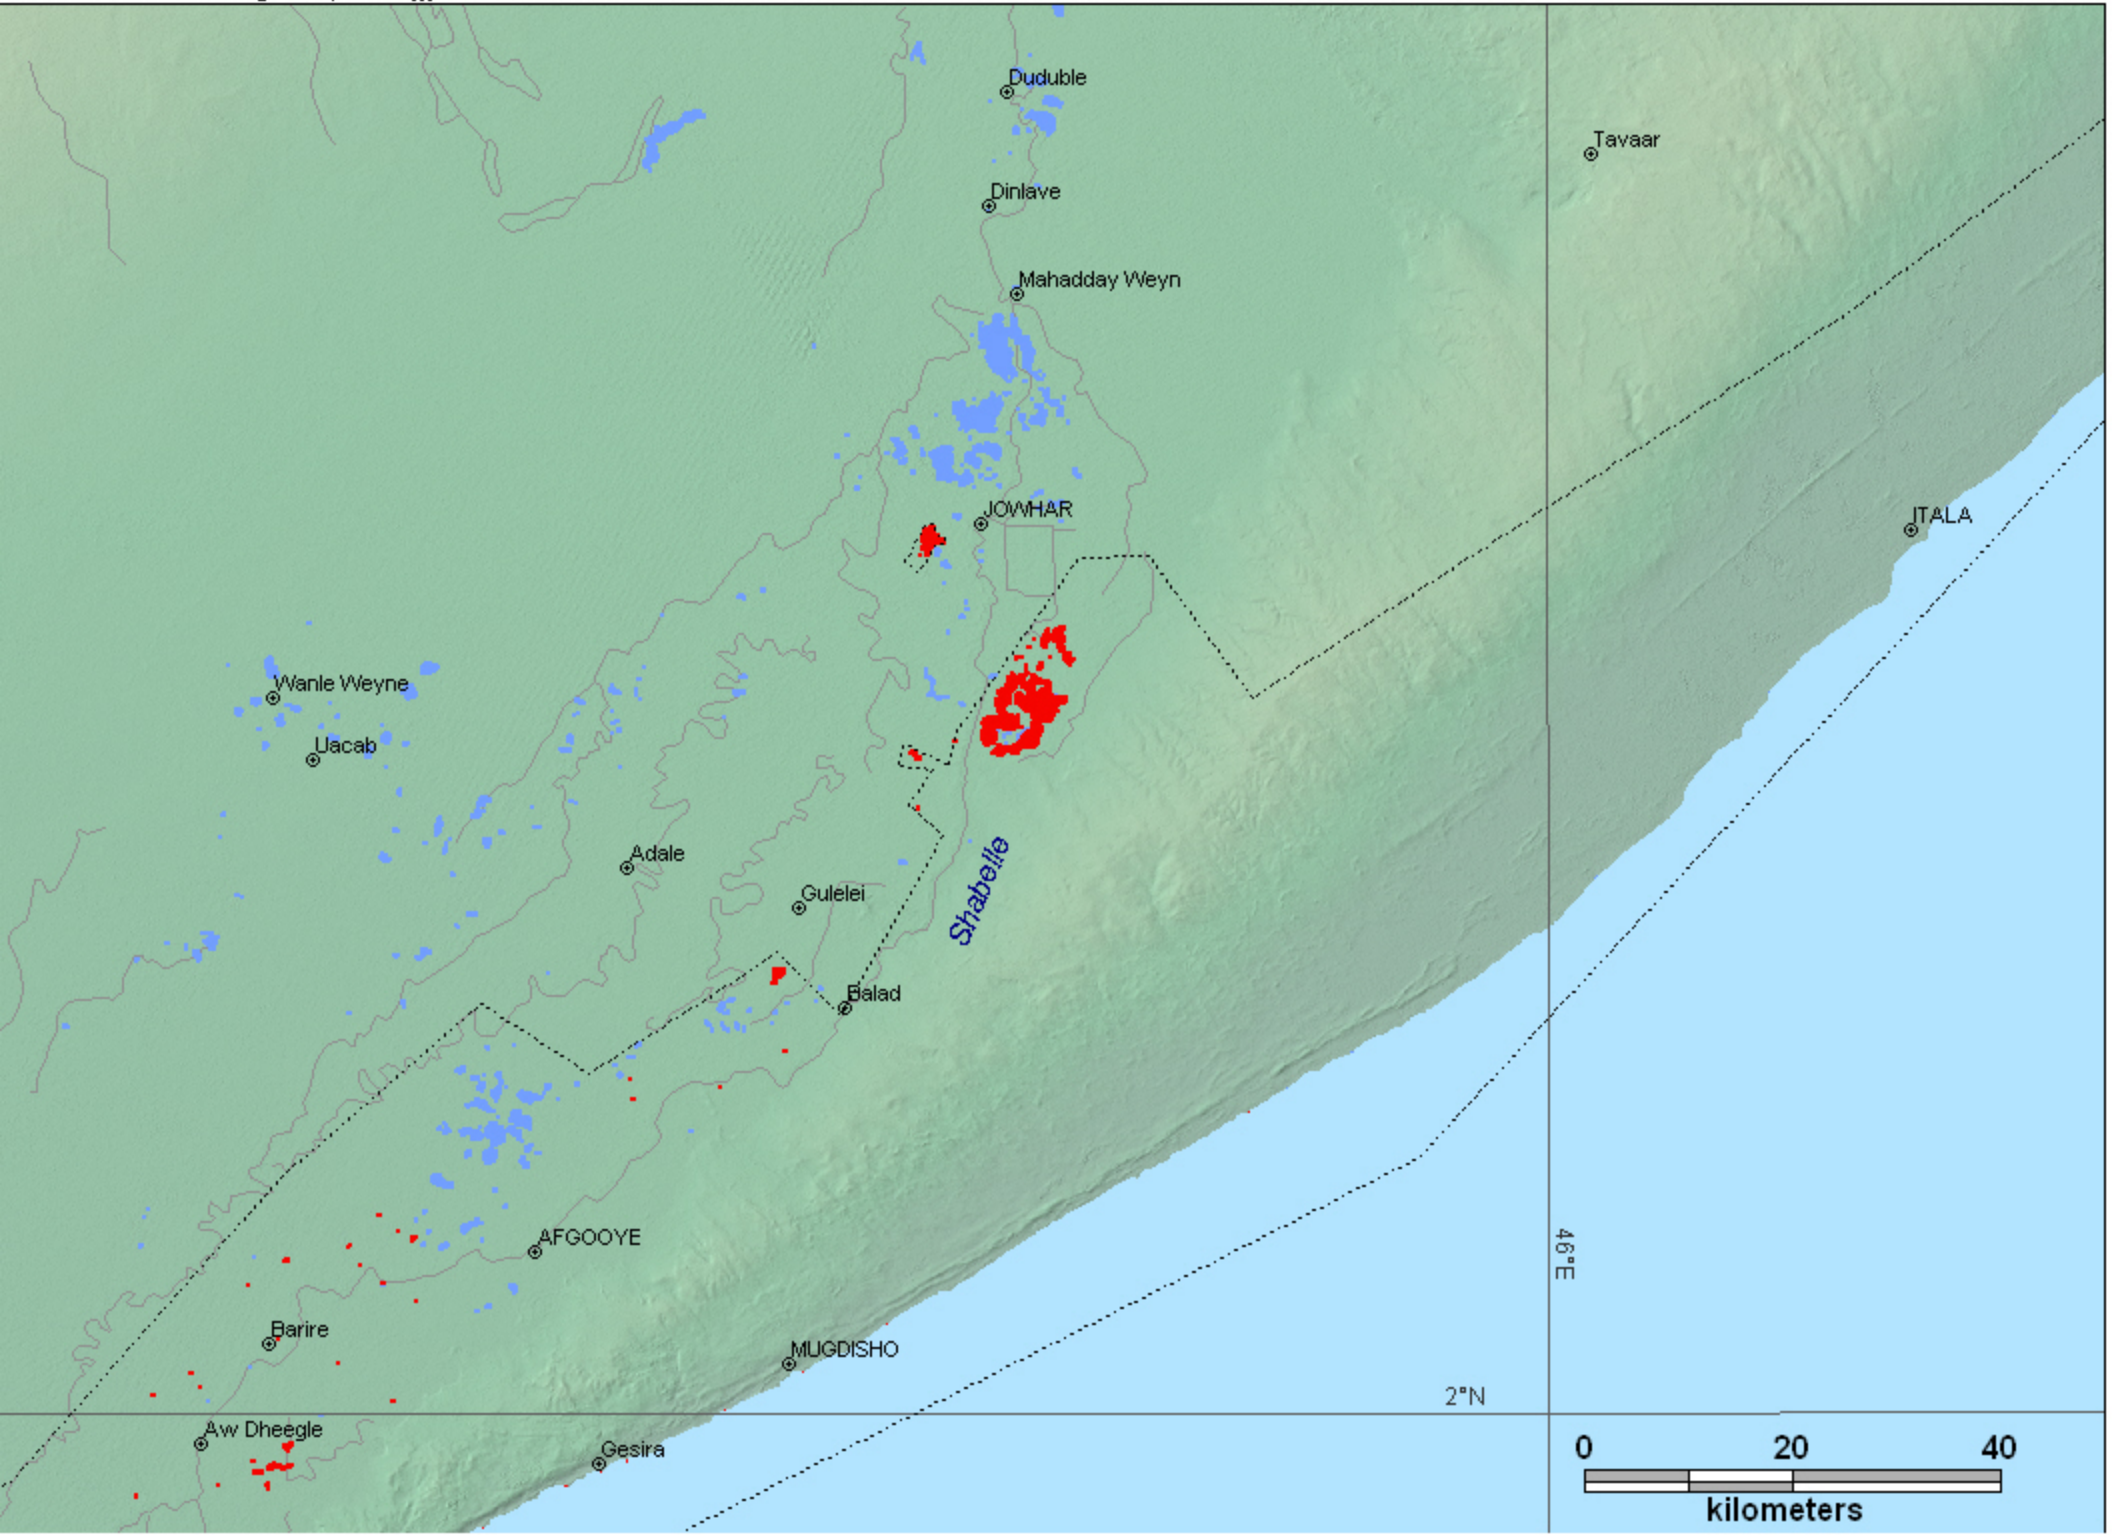 Duduble
Tavaar
Dinlave
Mahadday Weyn
JOWHAR
ITALA
Wanle Weyne
Uacab
Adale
Gulelei
Shabelle
Balad
AFGOOYE
46°E
Barire
MUGDISHO
2°N
Aw Dheegle
Gesira
0 20 40
kilometers